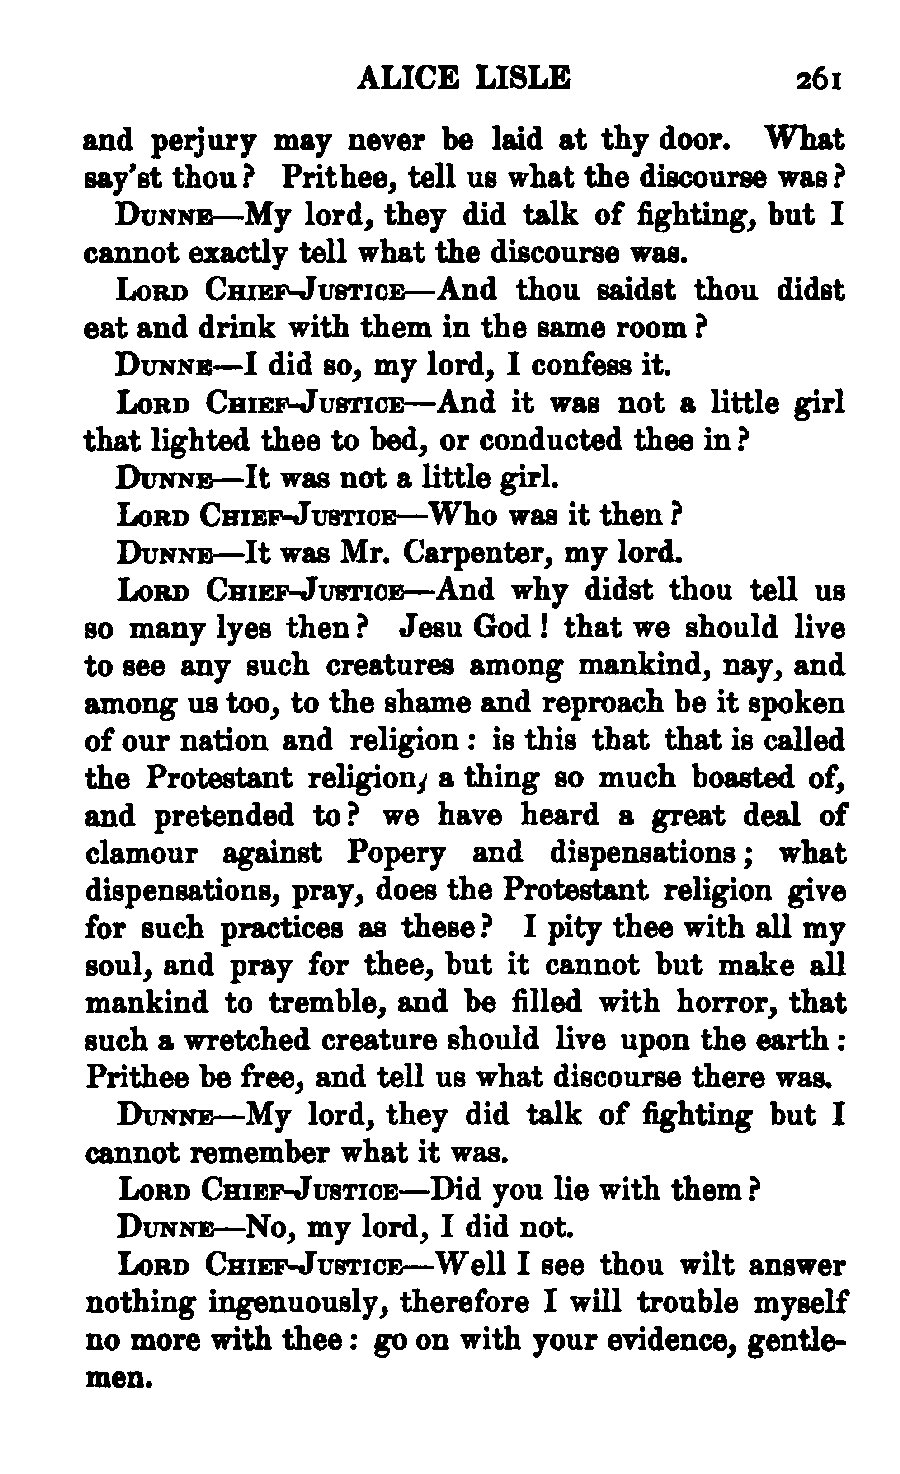 ALICE LISLE 261
and perjury may never be laid at thy door. What
say'st thou? Prithee, tell us what the discourse was?
DUNNE—My lord, they did talk of fighting, but I
cannot exactly tell what the discourse was.
LORD CHIEF-JUSTICE—And thou saidst thou didst
eat and drink with them in the same room?
DUNNE—I did so, my lord, I confess it.
LORD CHIEF-JUSTICE—And it was not a little girl
that lighted thee to bed, or conducted thee in?
DUNNE—It was not a little girl.
LORD CHIEF-JUSTICE—Who was it then?
DUNNE—It was Mr. Carpenter, my lord.
LORD CHIEF-JUSTICE—And why didst thou tell us
so many lyes then? Jesu God! that we should live
to see any such creatures among mankind, nay, and
among us too, to the shame and reproach be it spoken
of our nation and religion: is this that that is called
the Protestant religion, a thing so much boasted of,
and pretended to? we have heard a great deal of
clamour against Popery and dispensations; what
dispensations, pray, does the Protestant religion give
for such practices as these? I pity thee with all my
soul, and pray for thee, but it cannot but make all
mankind to tremble, and be filled with horror, that
such a wretched creature should live upon the earth:
Prithee be free, and tell us what discourse there was.
DUNNE—My lord, they did talk of fighting but I
cannot remember what it was.
LORD CHIEF-JUSTICE—Did you lie with them?
DUNNE—No, my lord, I did not.
LORD CHIEF-JUSTICE—Well I see thou wilt answer
nothing ingenuously, therefore I will trouble myself
no more with thee: go on with your evidence, gentle-
men.